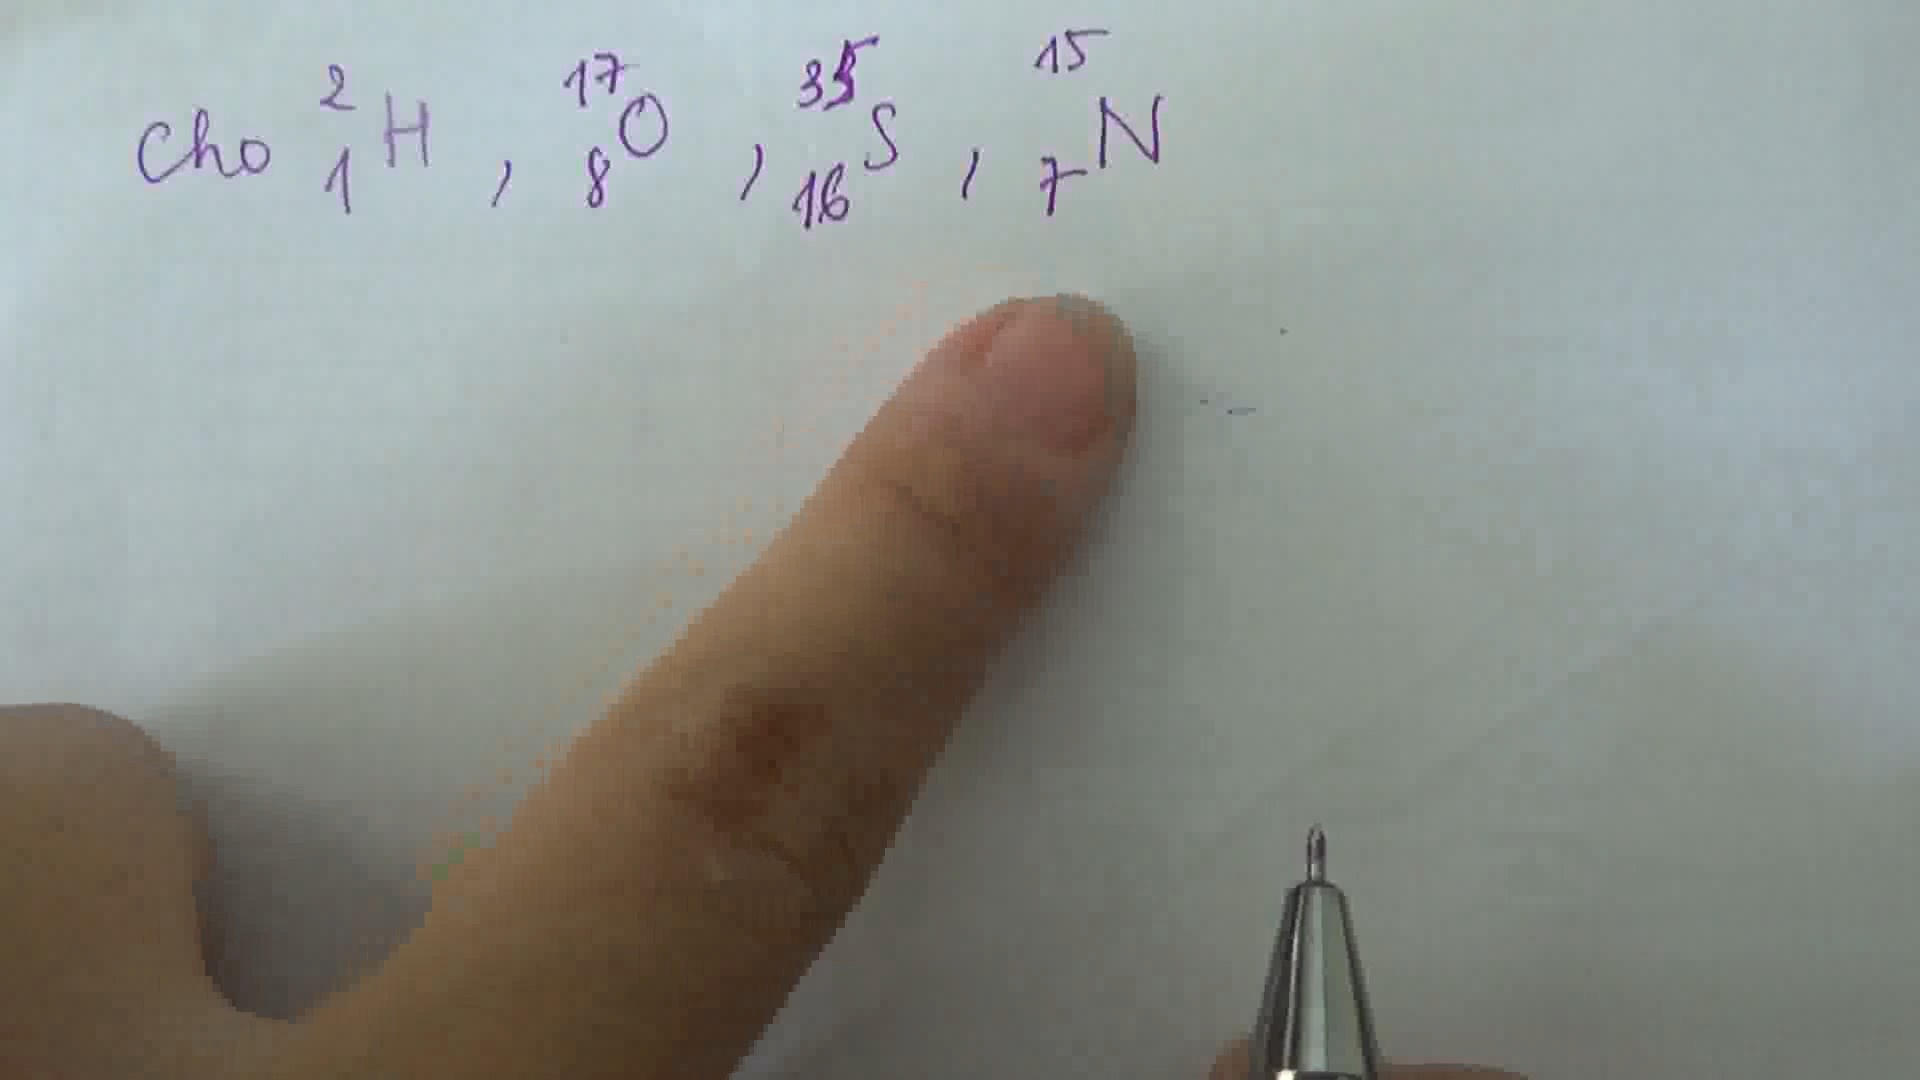 Cho ²₁H , ¹⁷₈O , ³⁵₁₆S , ¹⁵₇N